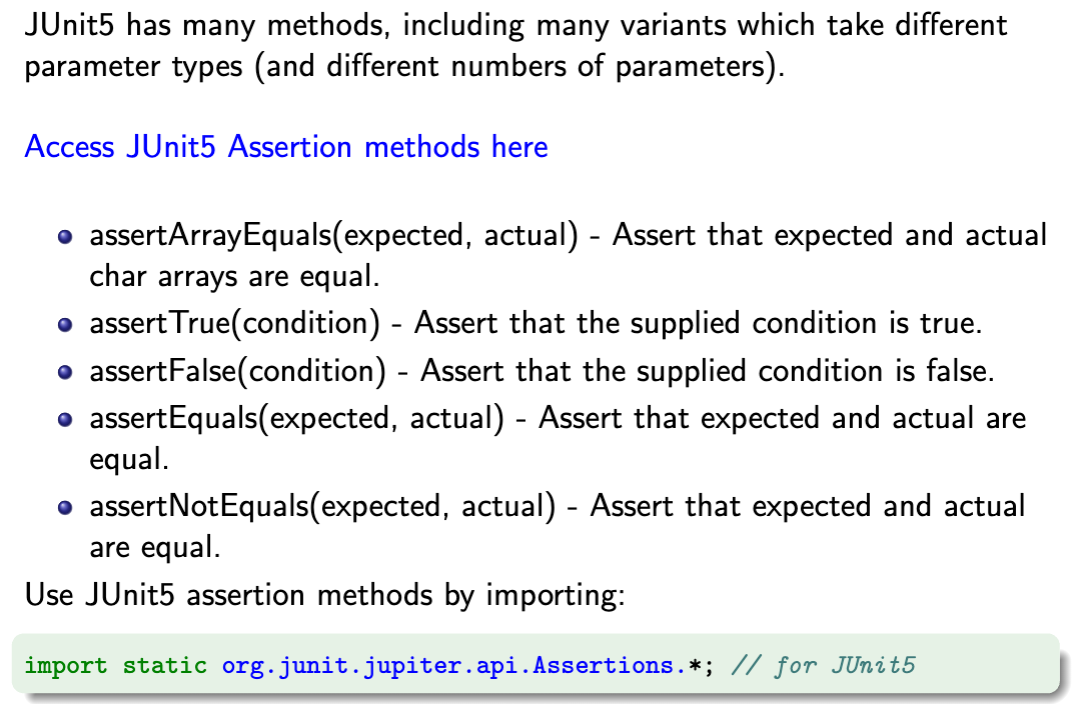 JUnit5 has many methods, including many variants which take different
parameter types (and different numbers of parameters).
Access JUnit5 Assertion methods here
assertArrayEquals(expected, actual) - Assert that expected and actual
char arrays are equal.
assertTrue(condition) - Assert that the supplied condition is true.
assertFalse(condition) - Assert that the supplied condition is false.
assertEquals(expected, actual) - Assert that expected and actual are
equal.
assertNotEquals(expected, actual) - Assert that expected and actual
are equal.
Use JUnit5 assertion methods by importing:
import static org.junit.jupiter.api.Assertions.*; // for JUnit5